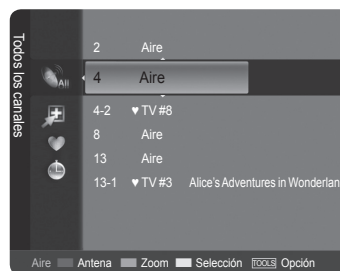 Todos los canales
All
2 Aire
4 Aire
4-2 ♥ TV #8
8 Aire
13 Aire
13-1 ♥ TV #3 Alice's Adventures in Wonderlan
Aire Antena Zoom Selección TOOLS Opción